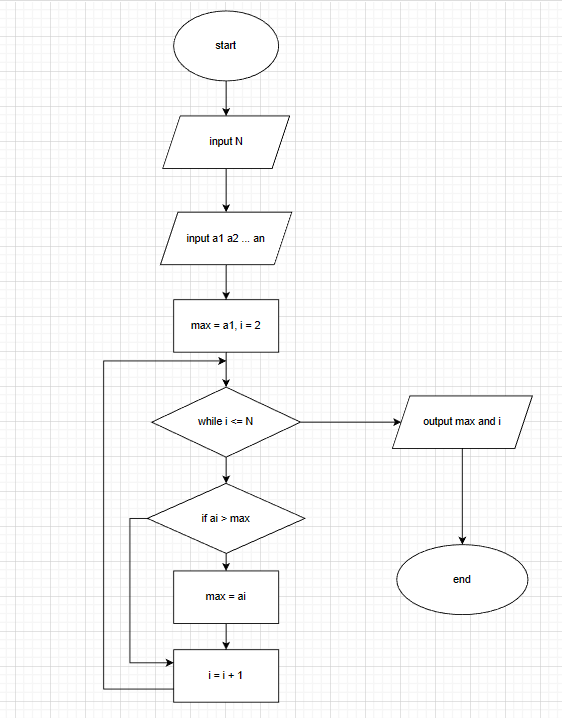 start
input N
input a1 a2 ... an
max = a1, i = 2
while i <= N
output max and i
if ai > max
end
max = ai
i = i + 1